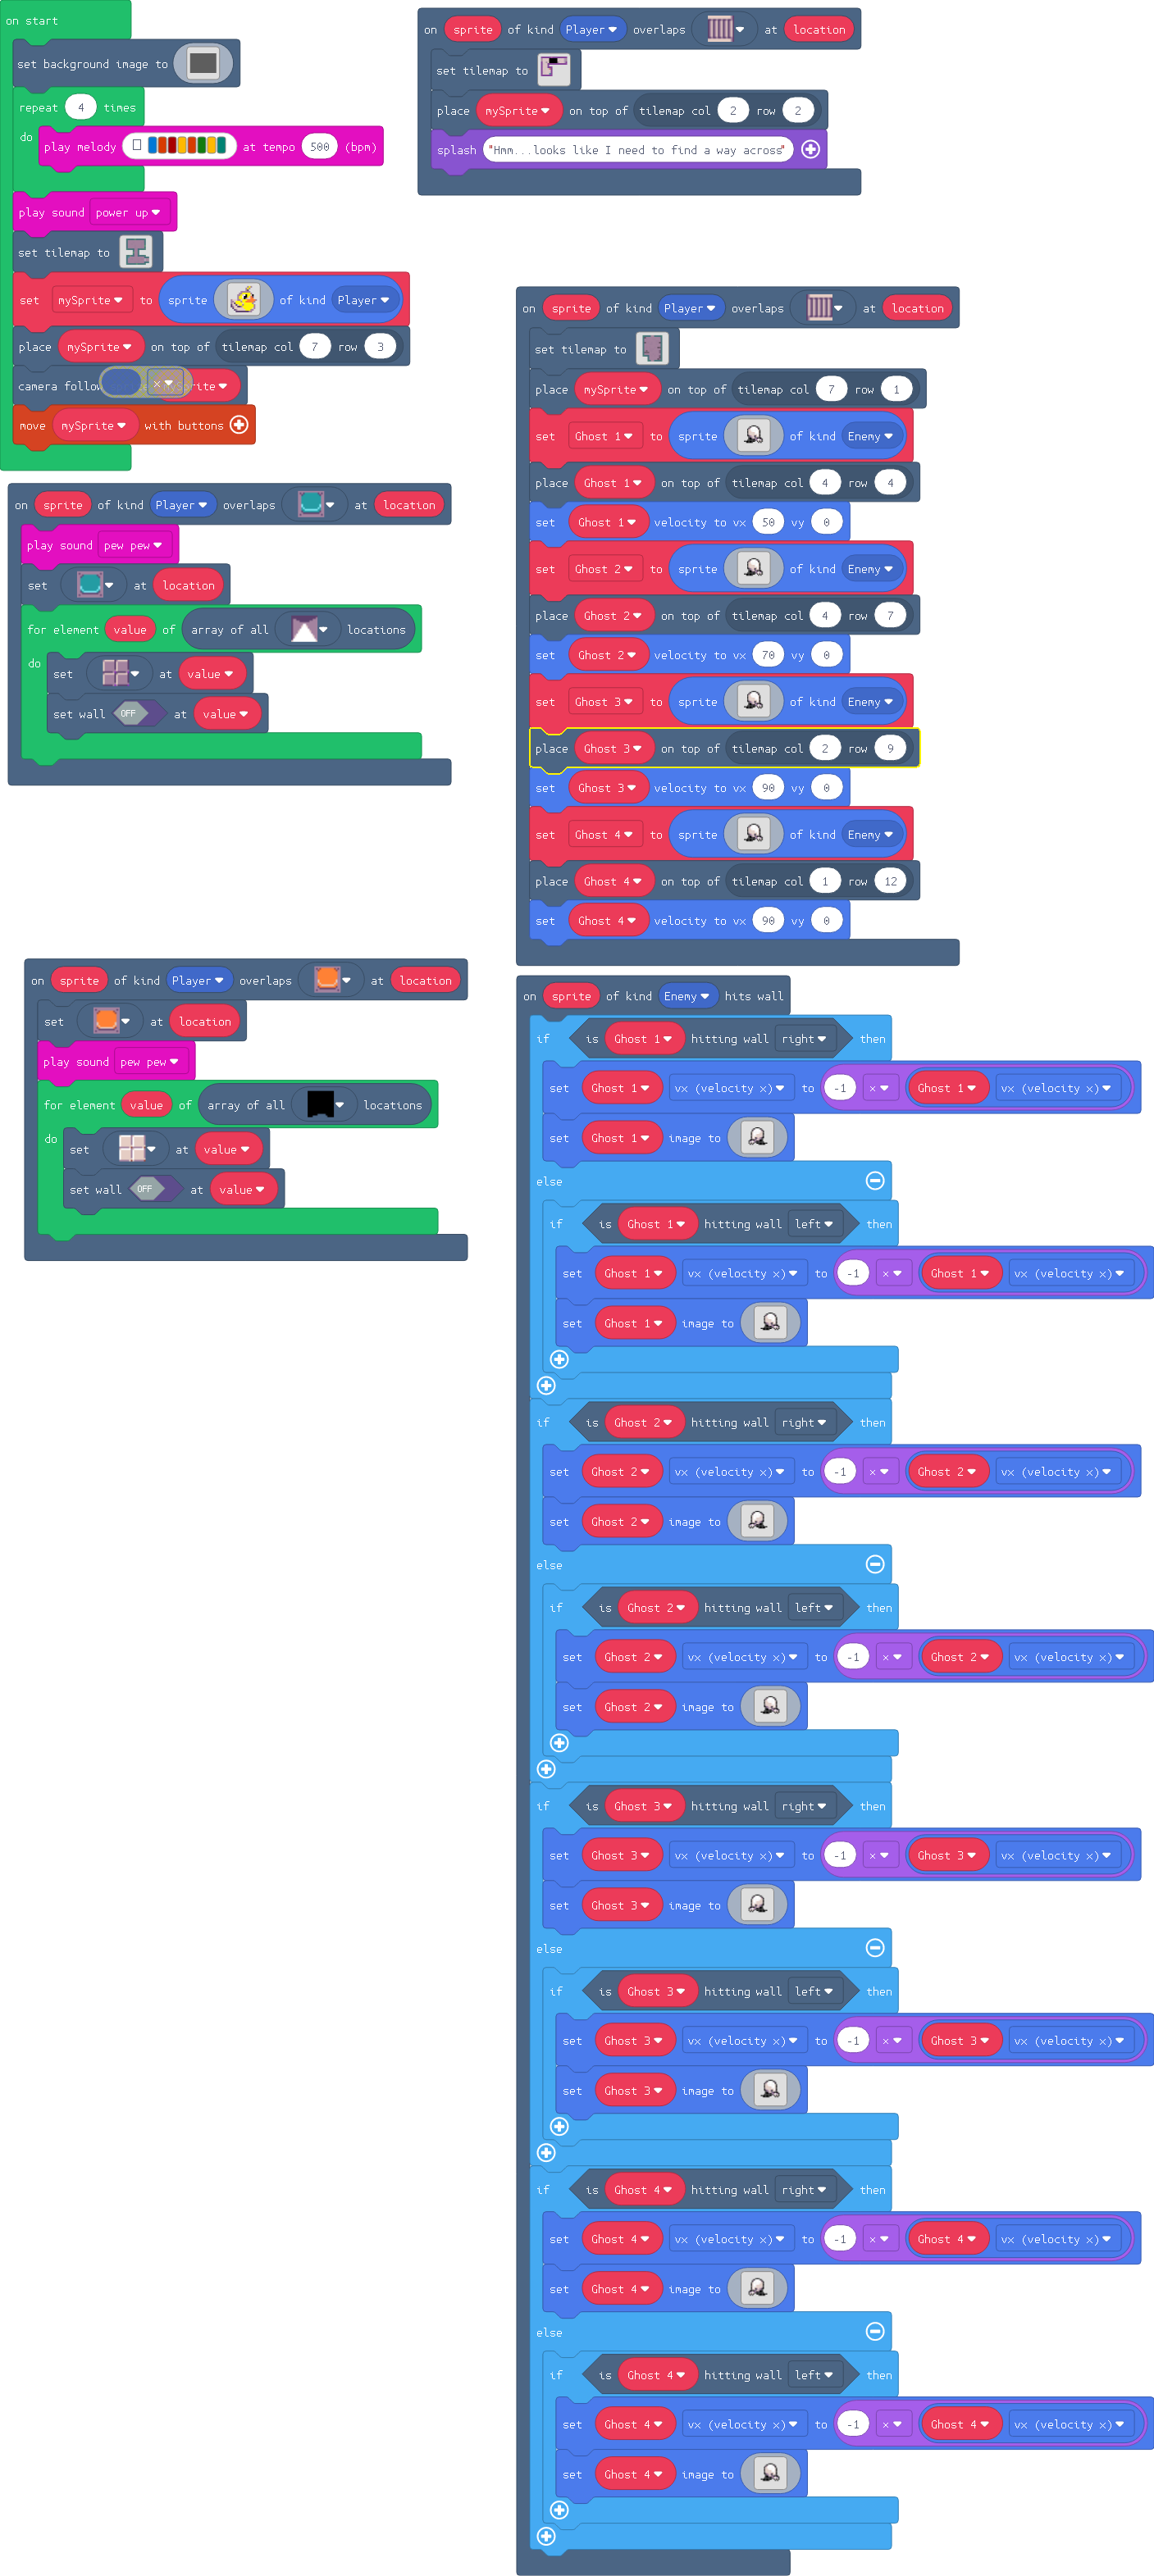 on start
set background image to
repeat 4 times
do
play melody at tempo 500 (bpm)
play sound power up
set tilemap to
set mySprite to sprite of kind Player
place mySprite on top of tilemap col 7 row 3
camera follow
×
move mySprite with buttons
on sprite of kind Player overlaps at location
set tilemap to
place mySprite on top of tilemap col 2 row 2
splash "Hmm...looks like I need to find a way across"
on sprite of kind Player overlaps at location
play sound pew pew
set at location
for element value of array of all locations
do
set at value
set wall OFF at value
on sprite of kind Player overlaps at location
set at location
play sound pew pew
for element value of array of all locations
do
set at value
set wall OFF at value
on sprite of kind Player overlaps at location
set tilemap to
place mySprite on top of tilemap col 7 row 1
set Ghost 1 to sprite of kind Enemy
place Ghost 1 on top of tilemap col 4 row 4
set Ghost 1 velocity to vx 50 vy 0
set Ghost 2 to sprite of kind Enemy
place Ghost 2 on top of tilemap col 4 row 7
set Ghost 2 velocity to vx 70 vy 0
set Ghost 3 to sprite of kind Enemy
place Ghost 3 on top of tilemap col 2 row 9
set Ghost 3 velocity to vx 90 vy 0
set Ghost 4 to sprite of kind Enemy
place Ghost 4 on top of tilemap col 1 row 12
set Ghost 4 velocity to vx 90 vy 0
on sprite of kind Enemy hits wall
if is Ghost 1 hitting wall right then
set Ghost 1 vx (velocity x) to -1 × Ghost 1 vx (velocity x)
set Ghost 1 image to
else
if is Ghost 1 hitting wall left then
set Ghost 1 vx (velocity x) to -1 × Ghost 1 vx (velocity x)
set Ghost 1 image to
if is Ghost 2 hitting wall right then
set Ghost 2 vx (velocity x) to -1 × Ghost 2 vx (velocity x)
set Ghost 2 image to
else
if is Ghost 2 hitting wall left then
set Ghost 2 vx (velocity x) to -1 × Ghost 2 vx (velocity x)
set Ghost 2 image to
if is Ghost 3 hitting wall right then
set Ghost 3 vx (velocity x) to -1 × Ghost 3 vx (velocity x)
set Ghost 3 image to
else
if is Ghost 3 hitting wall left then
set Ghost 3 vx (velocity x) to -1 × Ghost 3 vx (velocity x)
set Ghost 3 image to
if is Ghost 4 hitting wall right then
set Ghost 4 vx (velocity x) to -1 × Ghost 4 vx (velocity x)
set Ghost 4 image to
else
if is Ghost 4 hitting wall left then
set Ghost 4 vx (velocity x) to -1 × Ghost 4 vx (velocity x)
set Ghost 4 image to